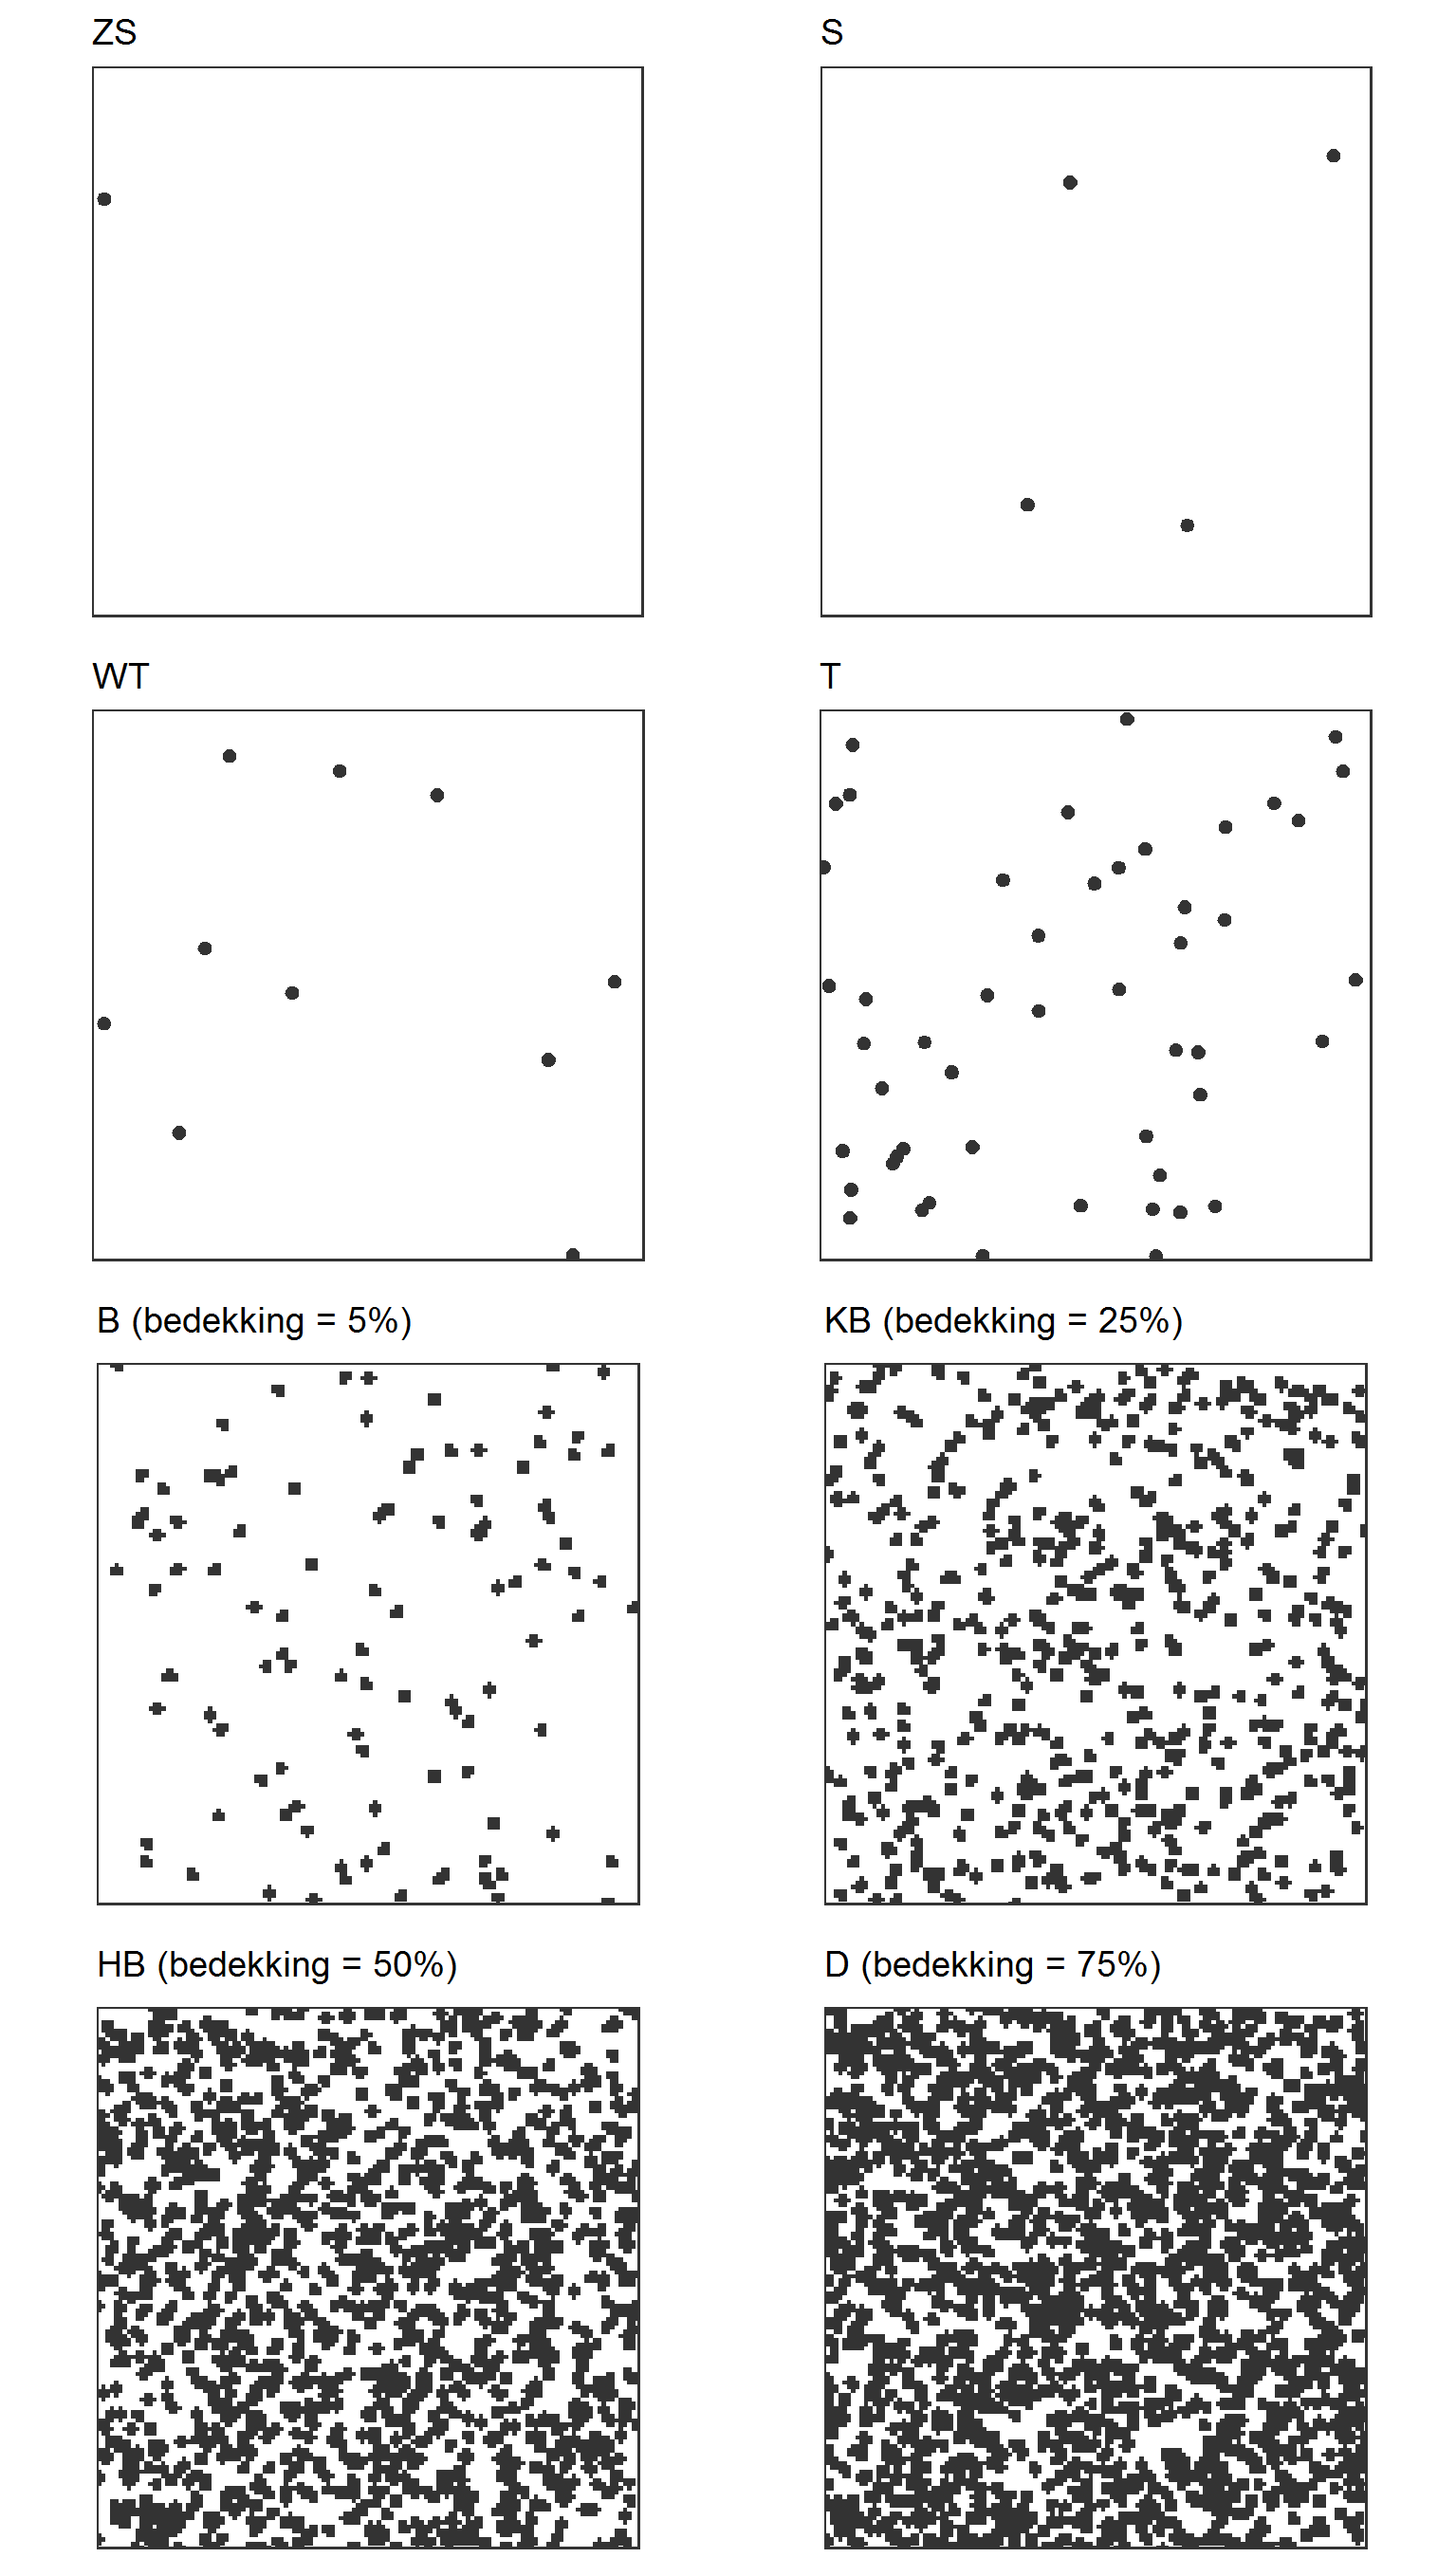 ZS
S
WT
T
B (bedekking = 5%)
KB (bedekking = 25%)
HB (bedekking = 50%)
D (bedekking = 75%)